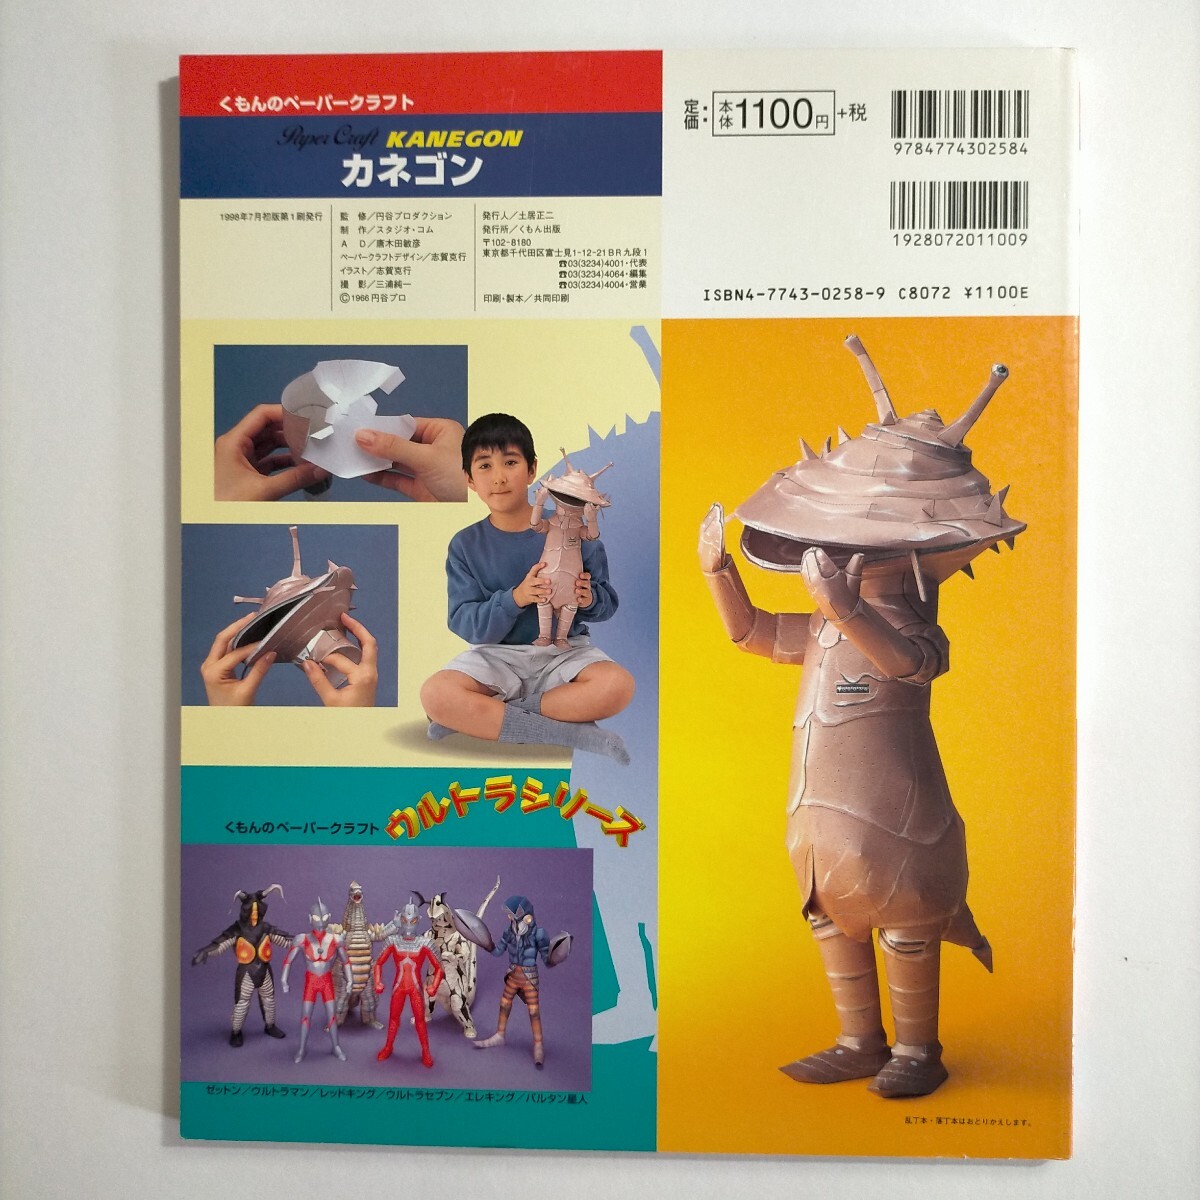 くもんのペーパークラフト
Paper Craft KANEGON
カネゴン
1998年7月初版第1刷発行
監 修／円谷プロダクション
制 作／スタジオ・コム
A D／唐木田敏彦
ペーパークラフトデザイン／志賀克行
イラスト／志賀克行
撮 影／三浦純一
©1966 円谷プロ
発行人／土居正二
発行所／くもん出版
〒102-8180
東京都千代田区富士見1-12-21BR九段1
☎03(3234)4001・代表
☎03(3234)4064・編集
☎03(3234)4004・営業
印刷・製本／共同印刷
定価：本体1100円+税
9784774302584
1928072011009
ISBN4-7743-0258-9 C8072 ¥1100E
くもんのペーパークラフト ウルトラシリーズ
ゼットン／ウルトラマン／レッドキング／ウルトラセブン／エレキング／バルタン星人
乱丁本・落丁本はおとりかえします。